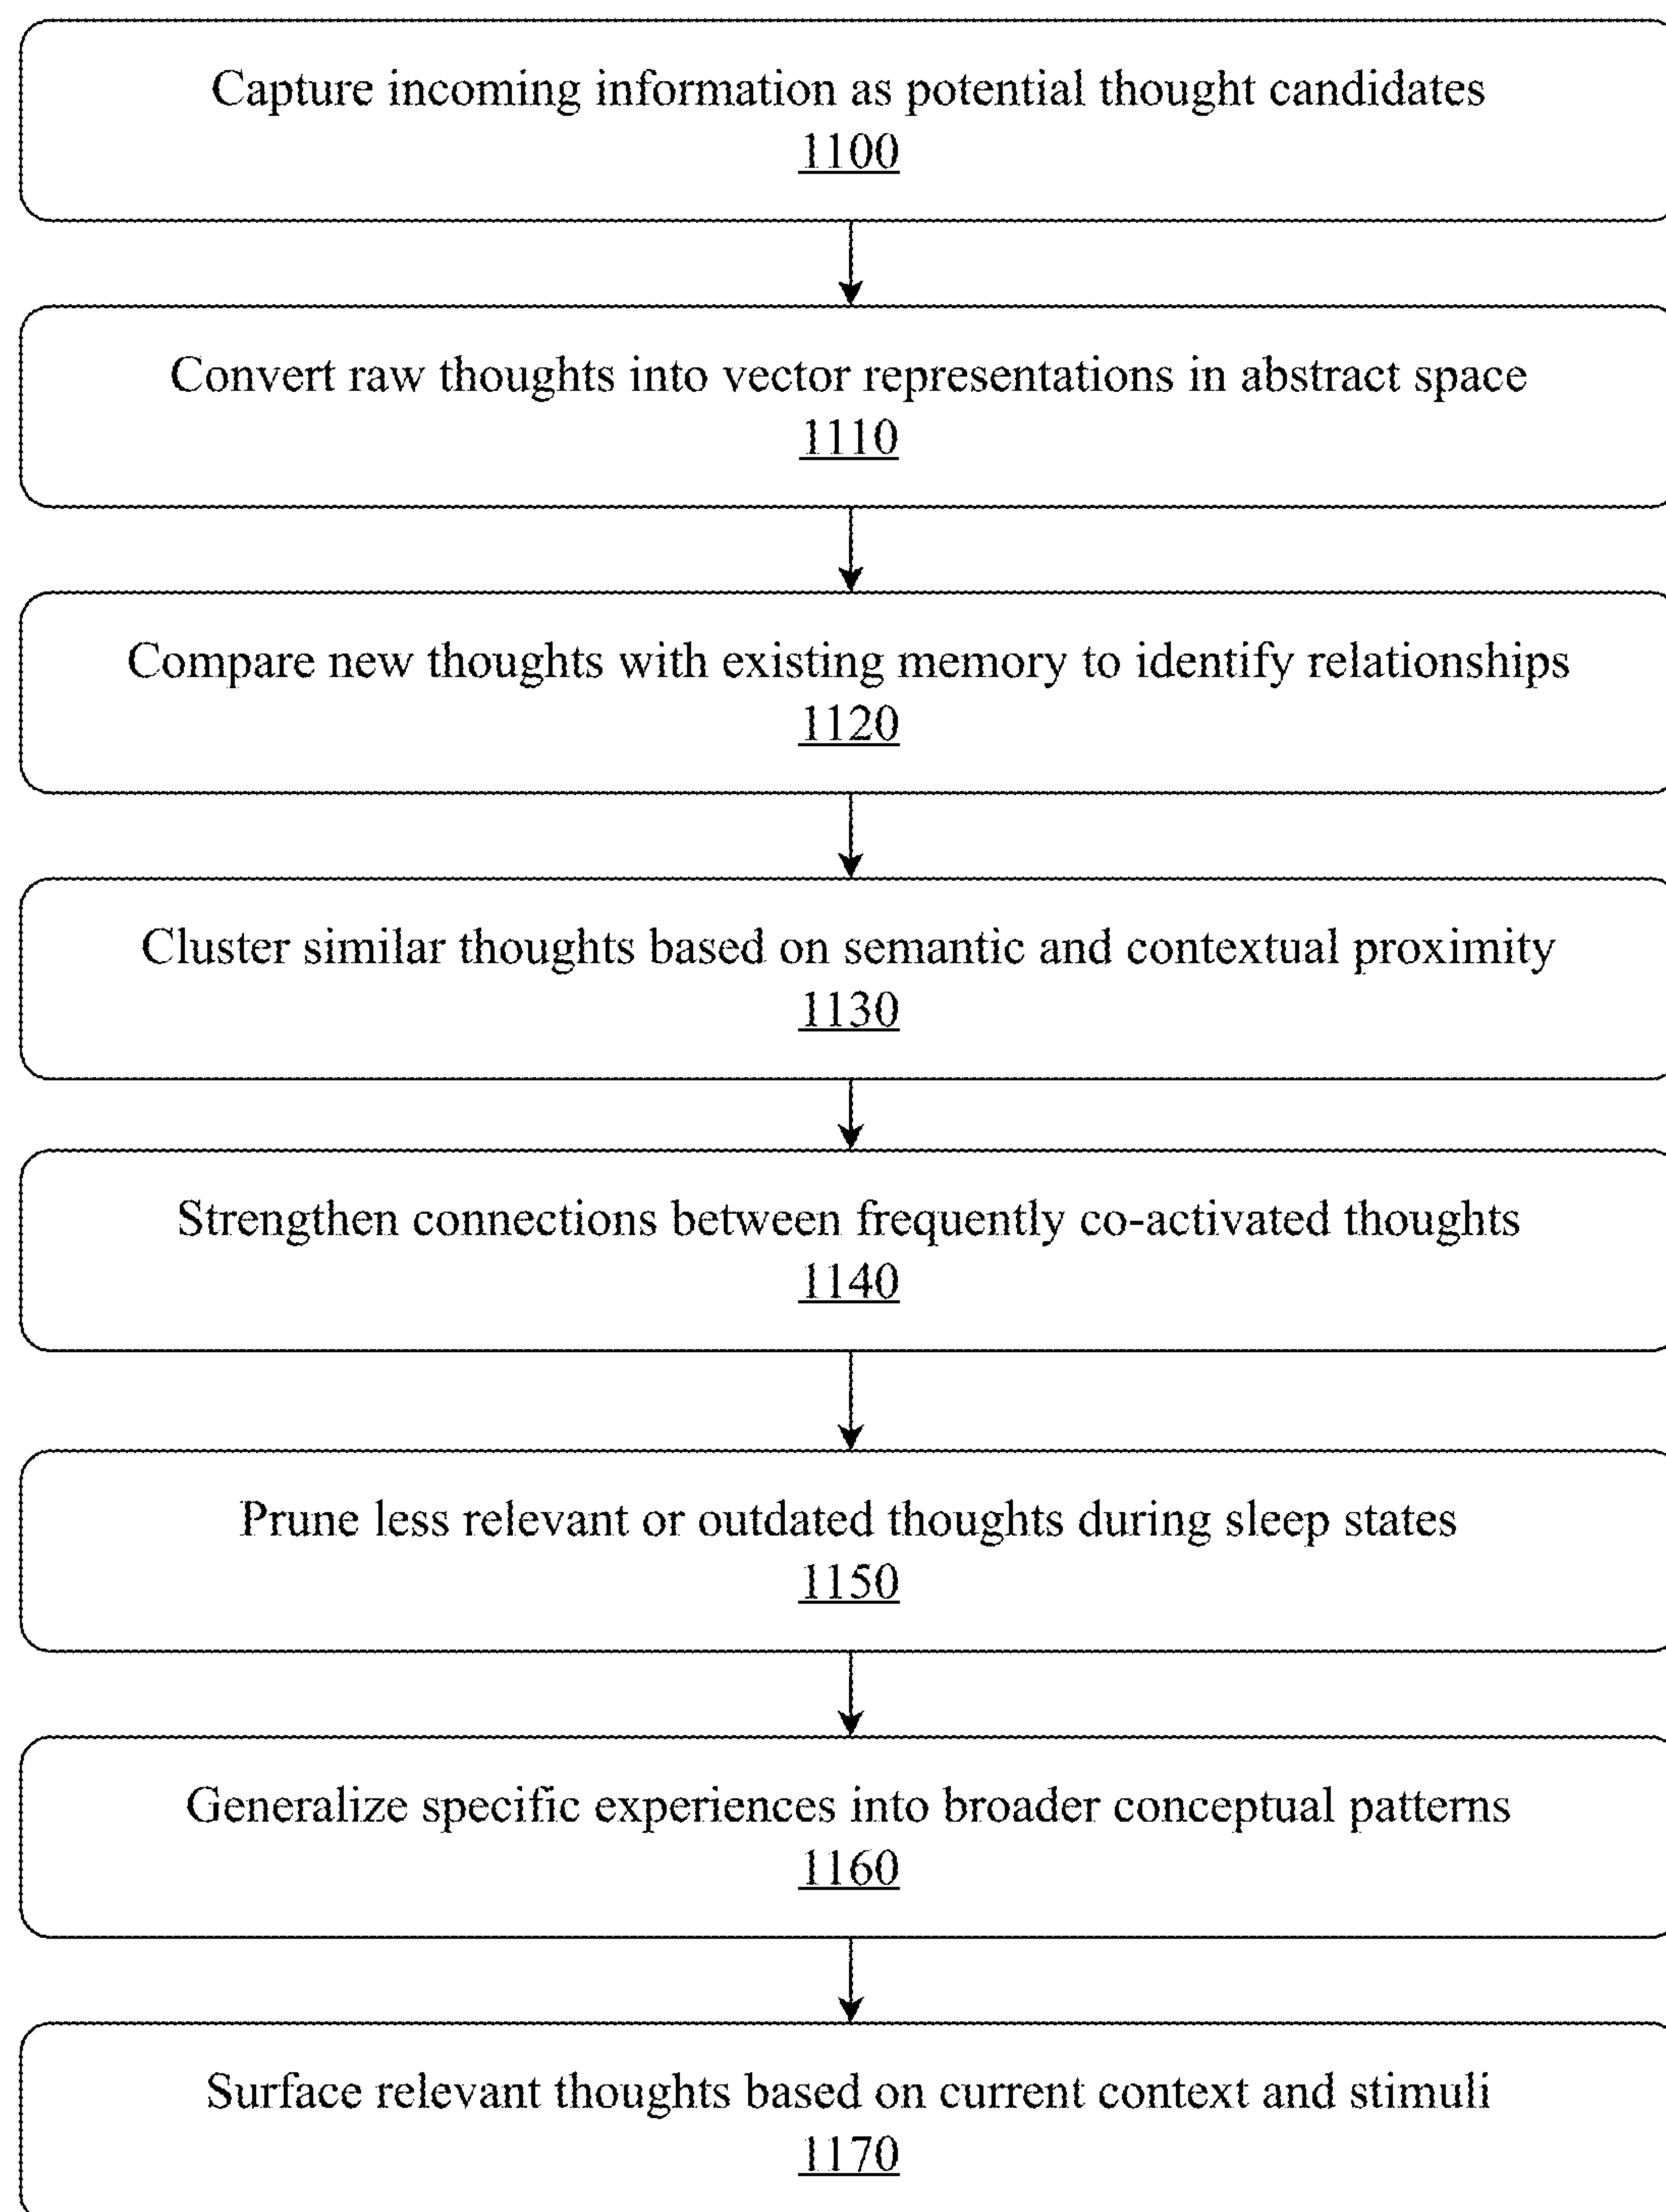 Capture incoming information as potential thought candidates
1100
Convert raw thoughts into vector representations in abstract space
1110
Compare new thoughts with existing memory to identify relationships
1120
Cluster similar thoughts based on semantic and contextual proximity
1130
Strengthen connections between frequently co-activated thoughts
1140
Prune less relevant or outdated thoughts during sleep states
1150
Generalize specific experiences into broader conceptual patterns
1160
Surface relevant thoughts based on current context and stimuli
1170